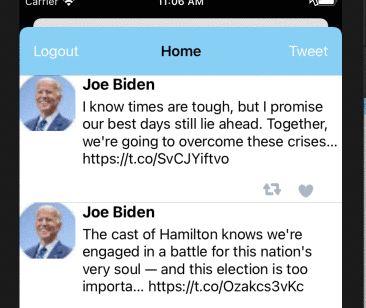 Carrier 11:06 AM
Logout Home Tweet
Joe Biden
I know times are tough, but I promise
our best days still lie ahead. Together,
we're going to overcome these crises...
https://t.co/SvCJYiftvo
Joe Biden
The cast of Hamilton knows we're
engaged in a battle for this nation's
very soul — and this election is too
importa... https://t.co/Ozakcs3vKc